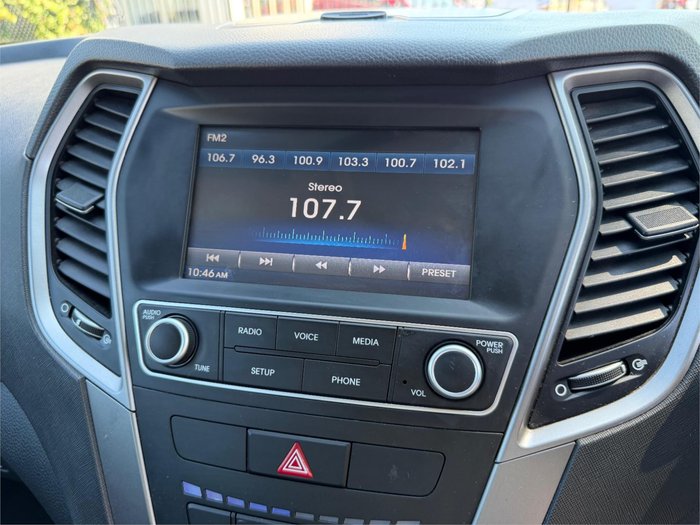 FM2
106.7 96.3 100.9 103.3 100.7 102.1
Stereo
107.7
PRESET
10:46 AM
AUDIO PUSH
TUNE
RADIO VOICE MEDIA
SETUP PHONE
POWER PUSH
VOL